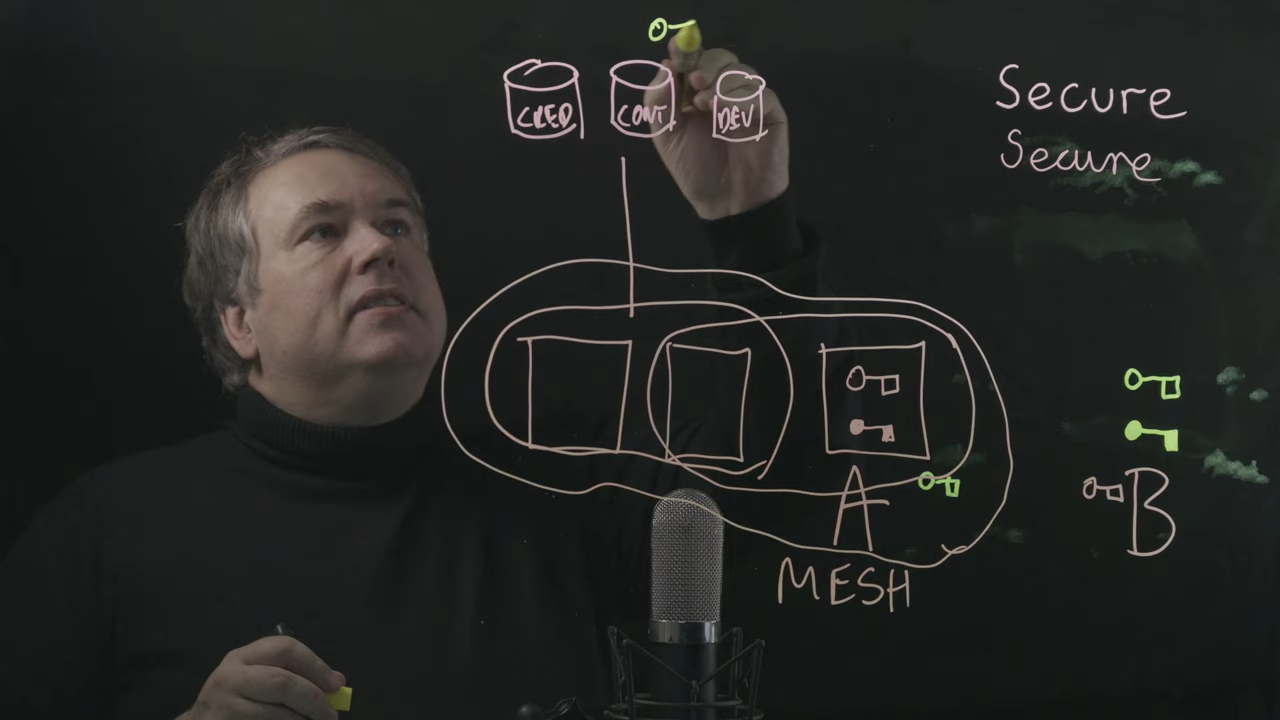 CRED CONT DEV
Secure
Secure
A
B
MESH